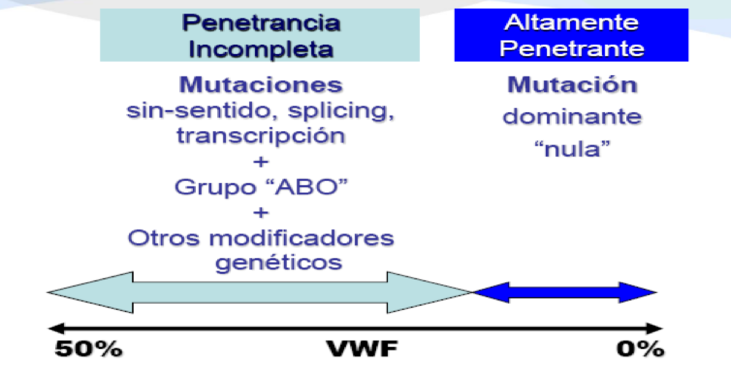 Penetrancia
Incompleta
Altamente
Penetrante
Mutaciones
sin-sentido, splicing,
transcripción
+
Grupo “ABO”
+
Otros modificadores
genéticos
Mutación
dominante
“nula”
50%
VWF
0%